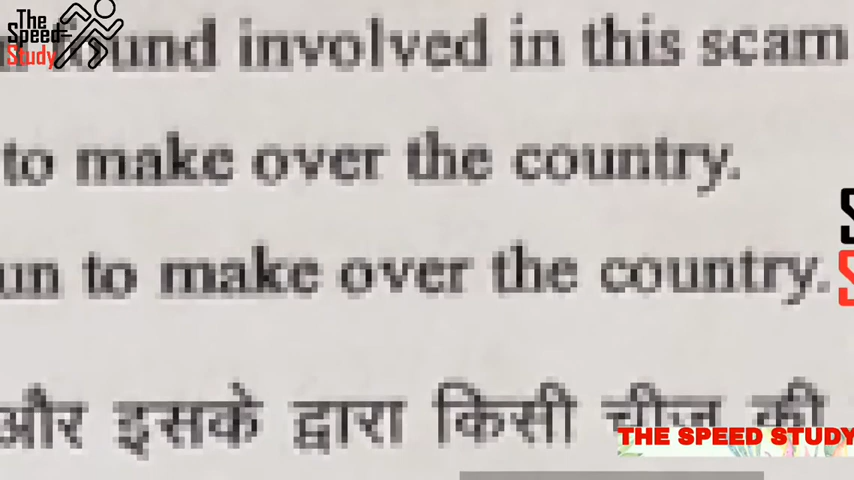 The
Speed
Study
found involved in this scam
to make over the country.
un to make over the country.
और इसके द्वारा किसी चीज की
THE SPEED STUDY